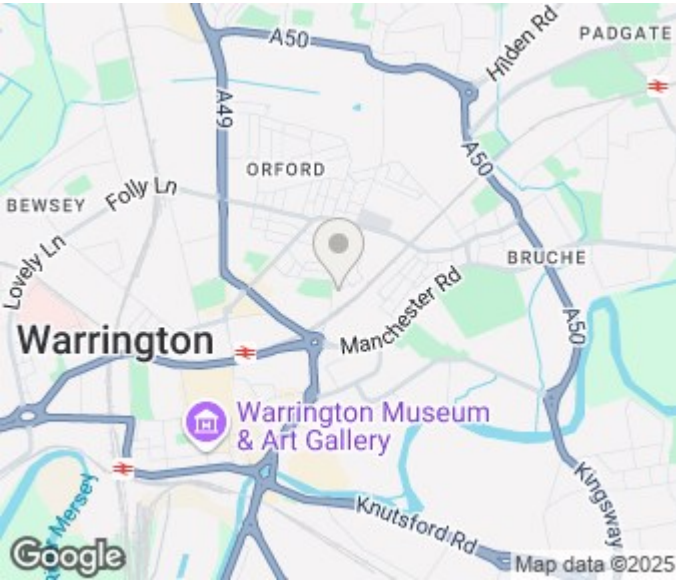 A50
Hilden Rd
PADGATE
A49
A50
ORFORD
Folly Ln
BEWSEY
Lovely Ln
BRUCHE
Manchester Rd
A50
Warrington
Warrington Museum
& Art Gallery
Mersey
Kingsway
Knutsford Rd
Google
Map data ©2025